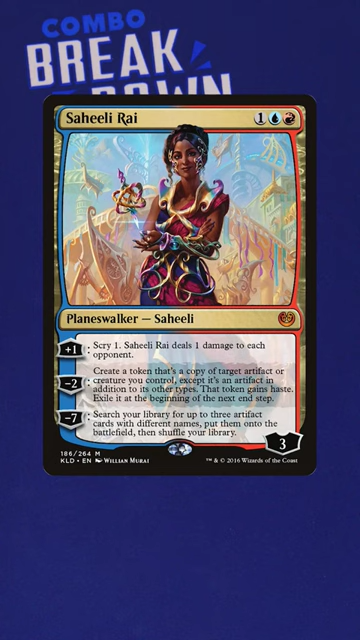 COMBO
BREAK
DOWN
Saheeli Rai
1
Planeswalker — Saheeli
+1: Scry 1. Saheeli Rai deals 1 damage to each
opponent.
Create a token that's a copy of target artifact or
−2: creature you control, except it's an artifact in
addition to its other types. That token gains haste.
Exile it at the beginning of the next end step.
−7: Search your library for up to three artifact
cards with different names, put them onto the
battlefield, then shuffle your library.
3
186/264 M
KLD • EN Willian Murai
™ & © 2016 Wizards of the Coast